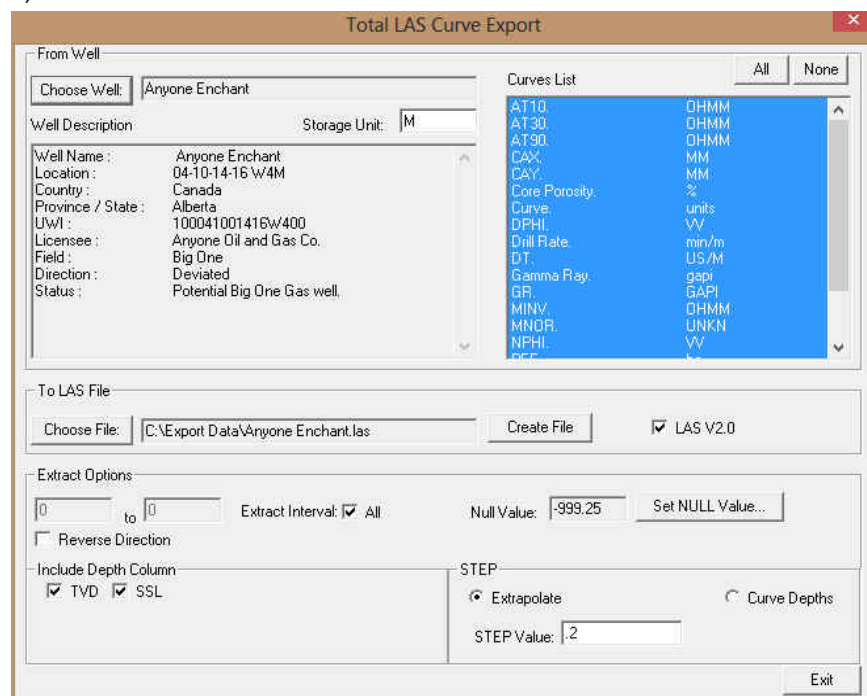 Total LAS Curve Export
From Well
Choose Well: Anyone Enchant
Well Description Storage Unit: M
Well Name : Anyone Enchant
Location : 04-10-14-16 W4M
Country : Canada
Province / State : Alberta
UWI : 100041001416W400
Licensee : Anyone Oil and Gas Co.
Field : Big One
Direction : Deviated
Status : Potential Big One Gas well.
Curves List All None
AT10. OHMM
AT30. OHMM
AT90. OHMM
CAX. MM
CAY. MM
Core Porosity. %
Curve. units
DPHI. VV
Drill Rate. min/m
DT. US/M
Gamma Ray. gapi
GR. GAPI
MINV. OHMM
MNOR. UNKN
NPHI. VV
To LAS File
Choose File: C:\Export Data\Anyone Enchant.las Create File LAS V2.0
Extract Options
0 to 0 Extract Interval: All Null Value: -999.25 Set NULL Value...
Reverse Direction
Include Depth Column
TVD SSL
STEP
Extrapolate Curve Depths
STEP Value: .2
Exit